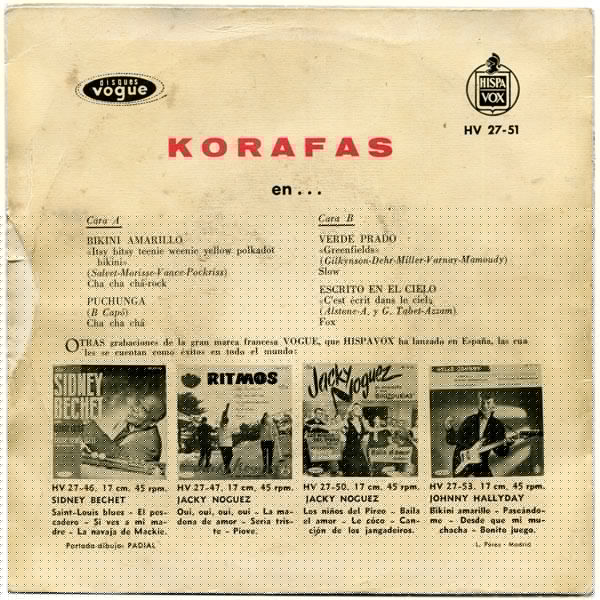 disques
vogue
HISPA
VOX
HV 27-51
KORAFAS
en...
Cara A
BIKINI AMARILLO
«Itsy bitsy teenie weenie yellow polkadot
bikini»
(Salvet-Morisse-Vance-Pockriss)
Cha cha chá-rock
PUCHUNGA
(B Capó)
Cha cha chá
Cara B
VERDE PRADO
«Greenfields»
(Gilkynson-Dehr-Miller-Varnay-Mamoudy)
Slow
ESCRITO EN EL CIELO
«C'est écrit dans le ciel»
(Alstone-A. y G. Tabet-Azzam)
Fox
OTRAS grabaciones de la gran marca francesa VOGUE, que HISPAVOX ha lanzado en España, las cua
les se cuentan como éxitos en todo el mundo:
SIDNEY
BECHET
RITMOS
Jacky
Noguez
HV 27-46. 17 cm. 45 rpm.
SIDNEY BECHET
Saint-Louis blues - El pes-
cadero - Si ves a mi ma-
dre - La navaja de Mackie.
Portada-dibujo: PADIAL
HV 27-47. 17 cm. 45 rpm.
JACKY NOGUEZ
Oui, oui, oui, oui - La ma-
dona de amor - Sería tris-
te - Piove.
HV 27-50. 17 cm. 45 rpm.
JACKY NOGUEZ
Los niños del Pireo - Baila
el amor - Le cóco - Can-
ción de los jangadeiros.
HV 27-53. 17 cm. 45 rpm.
JOHNNY HALLYDAY
Bikini amarillo - Paseándo-
me - Desde que mi mu-
chacha - Bonito juego.
L. Pérez - Madrid